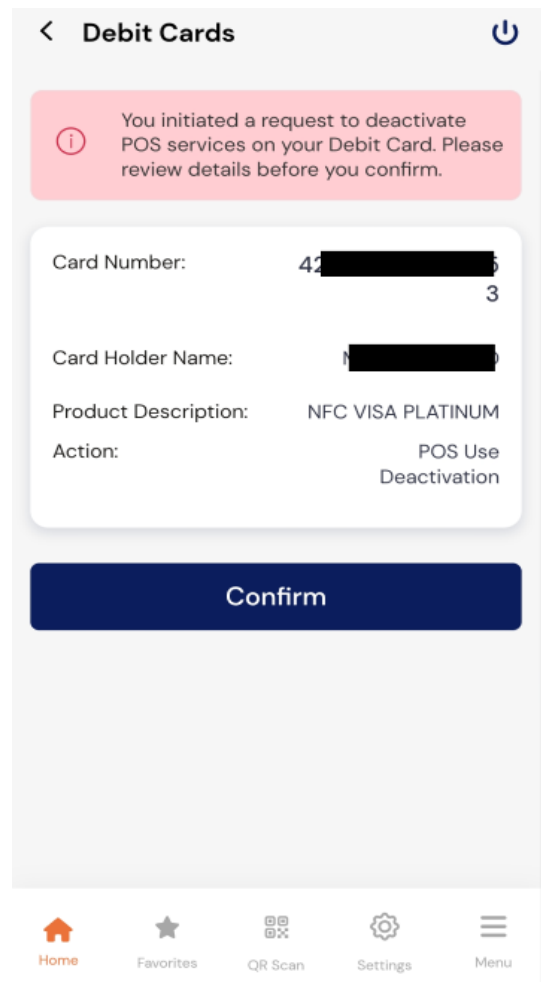 Debit Cards
You initiated a request to deactivate
POS services on your Debit Card. Please
review details before you confirm.
Card Number: 42
3
Card Holder Name:
Product Description: NFC VISA PLATINUM
Action: POS Use
Deactivation
Confirm
Home Favorites QR Scan Settings Menu